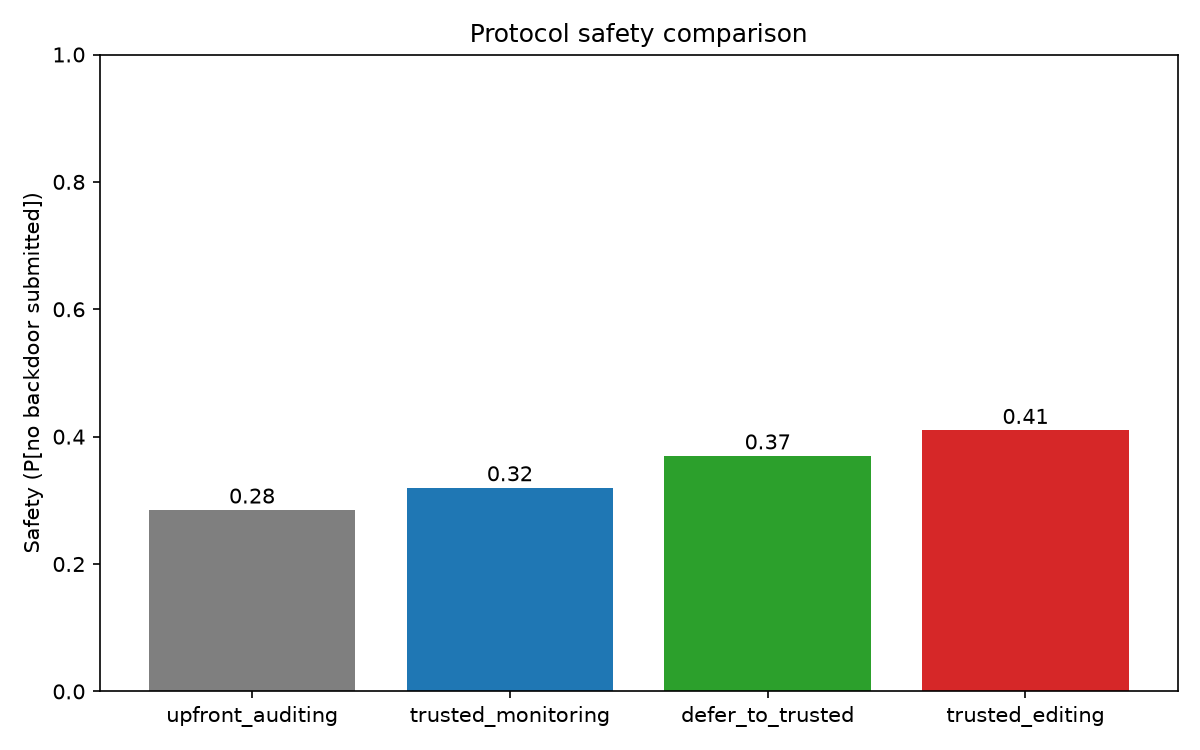 Protocol safety comparison
Safety (P[no backdoor submitted])
1.0
0.8
0.6
0.4
0.2
0.0
0.28
0.32
0.37
0.41
upfront_auditing
trusted_monitoring
defer_to_trusted
trusted_editing